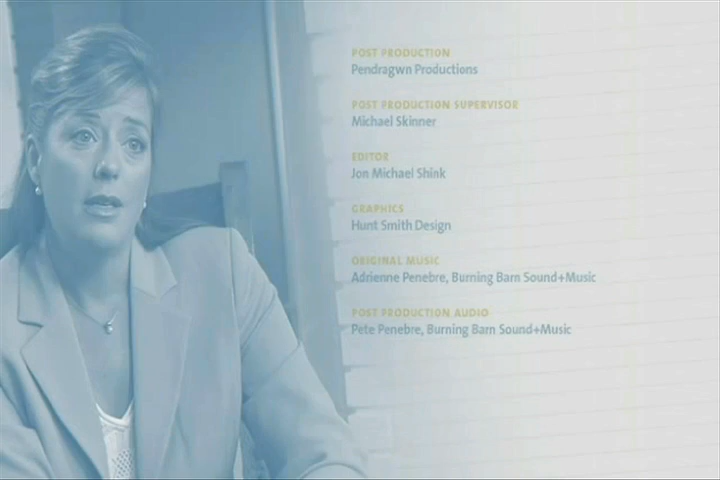 POST PRODUCTION
Pendragwn Productions
POST PRODUCTION SUPERVISOR
Michael Skinner
EDITOR
Jon Michael Shink
GRAPHICS
Hunt Smith Design
ORIGINAL MUSIC
Adrienne Penebre, Burning Barn Sound+Music
POST PRODUCTION AUDIO
Pete Penebre, Burning Barn Sound+Music